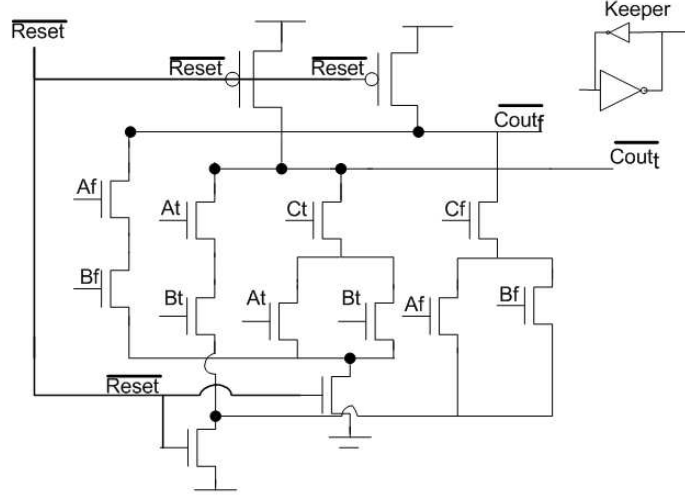 Keeper
Reset
Reset
Reset
Coutf
Coutt
Af
At
Ct
Cf
Bf
Bt
At
Bt
Af
Bf
Reset